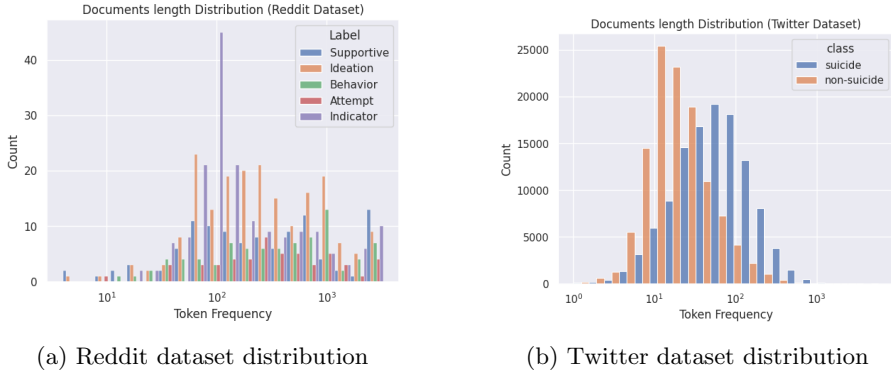 Documents length Distribution (Reddit Dataset)
Label
Supportive
Ideation
Behavior
Attempt
Indicator
40
30
20
10
0
Count
10¹
10²
10³
Token Frequency
(a) Reddit dataset distribution
Documents length Distribution (Twitter Dataset)
class
suicide
non-suicide
25000
20000
15000
10000
5000
0
Count
10⁰
10¹
10²
10³
Token Frequency
(b) Twitter dataset distribution